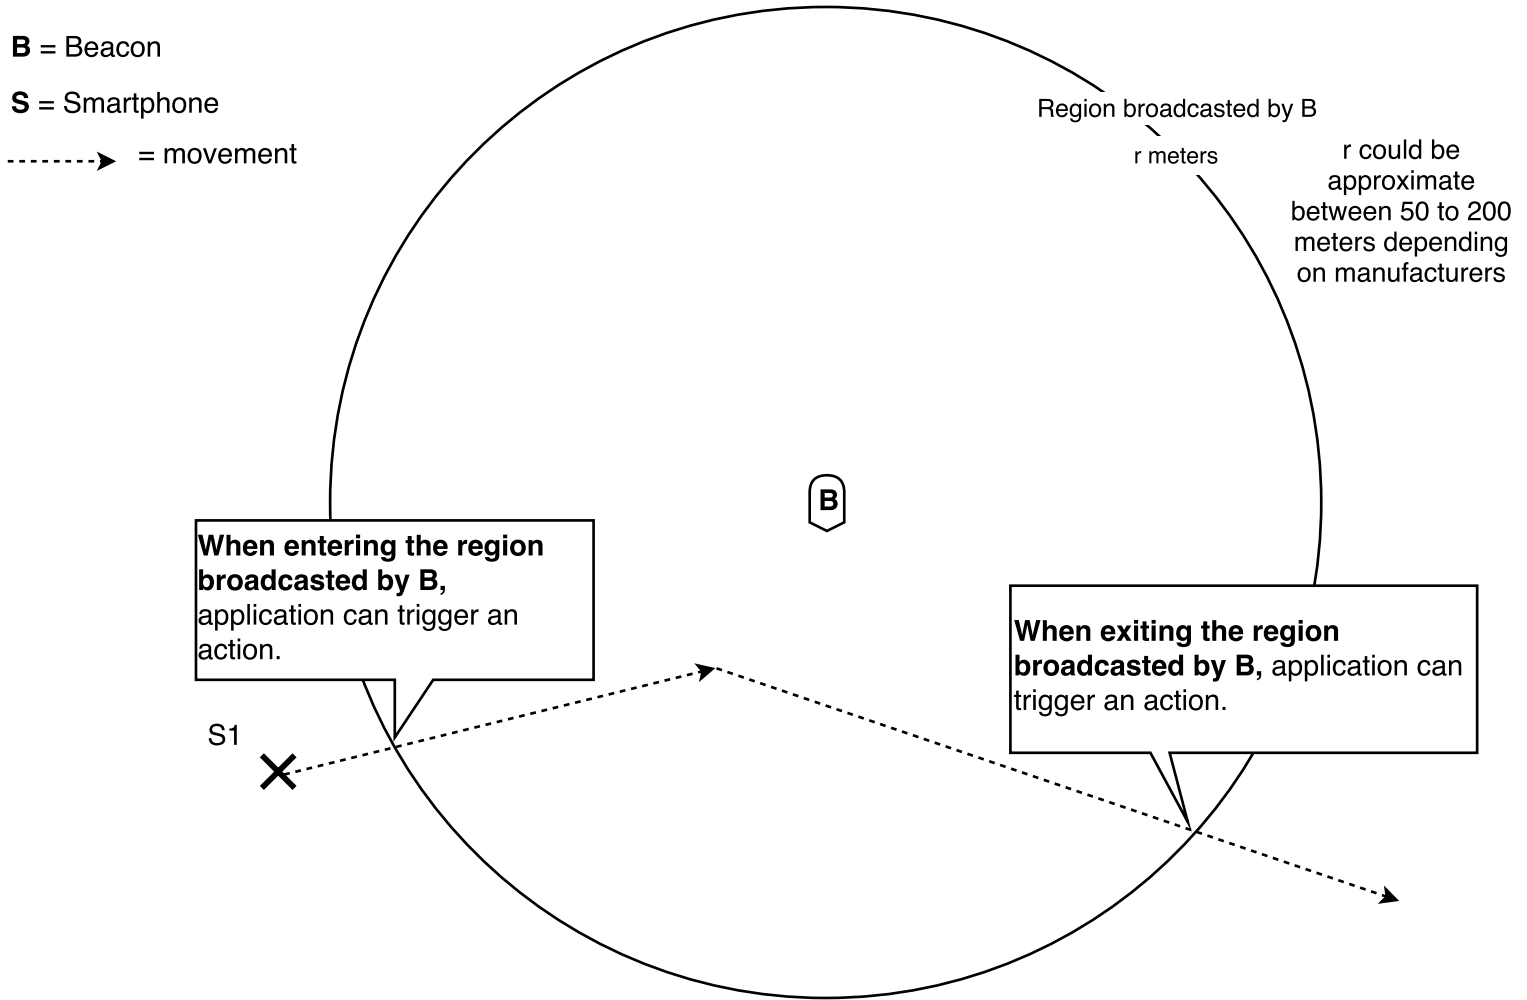 B = Beacon
S = Smartphone
= movement
Region broadcasted by B
r meters
r could be
approximate
between 50 to 200
meters depending
on manufacturers
B
When entering the region
broadcasted by B,
application can trigger an
action.
When exiting the region
broadcasted by B, application can
trigger an action.
S1